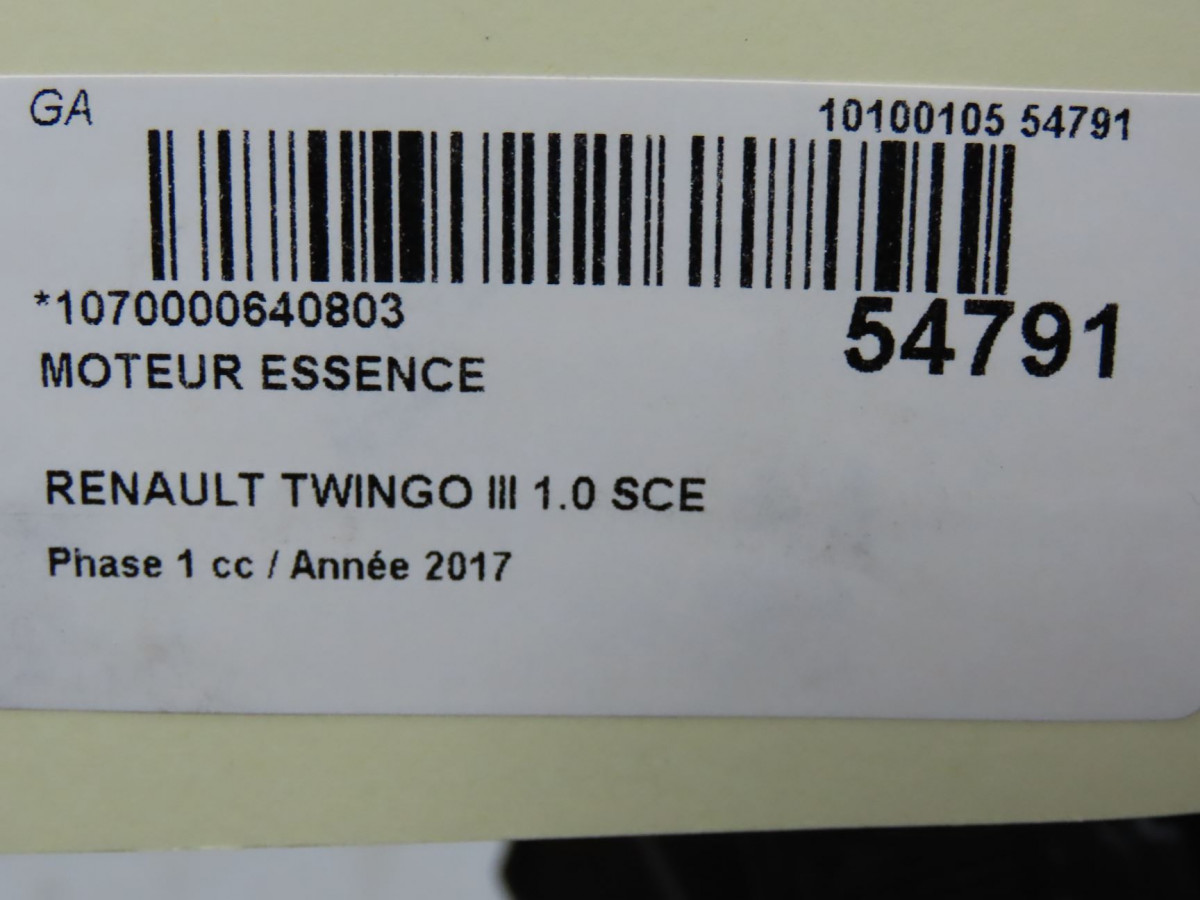 GA
10100105 54791
*1070000640803
54791
MOTEUR ESSENCE
RENAULT TWINGO III 1.0 SCE
Phase 1 cc / Année 2017